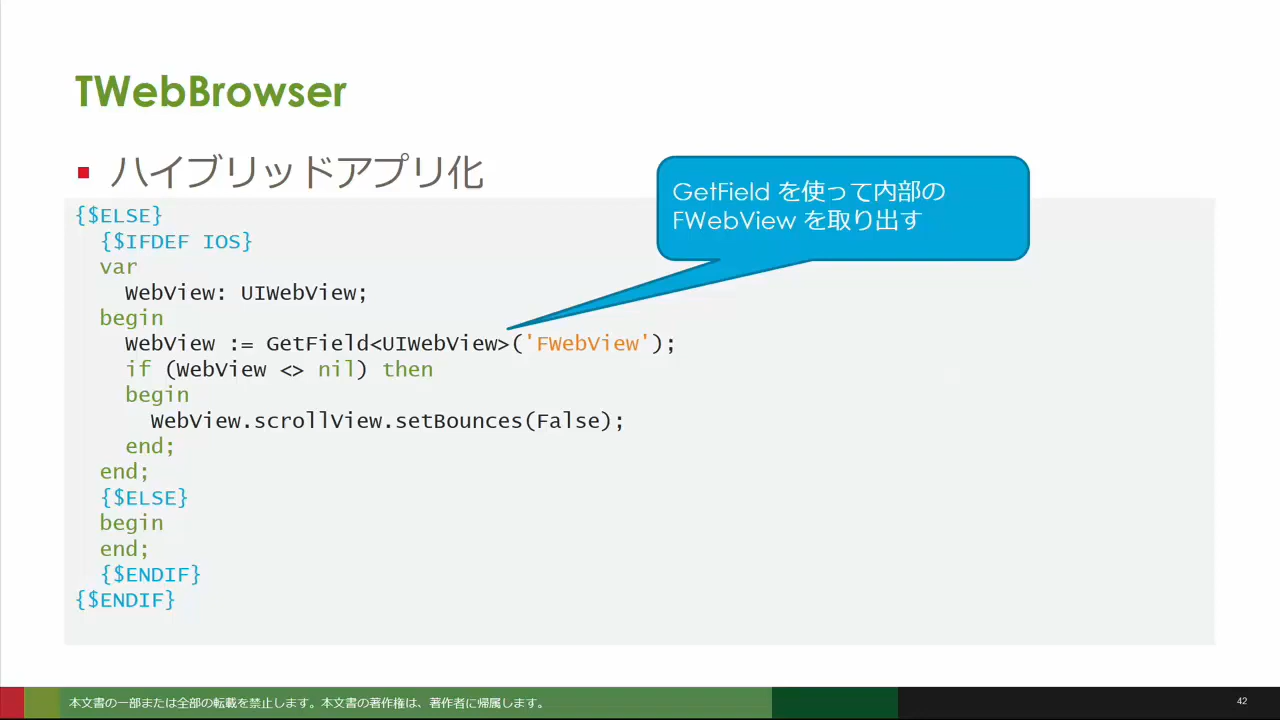 TWebBrowser
ハイブリッドアプリ化
GetField を使って内部の
FWebView を取り出す
{$ELSE}
{$IFDEF IOS}
var
WebView: UIWebView;
begin
WebView := GetField<UIWebView>('FWebView');
if (WebView <> nil) then
begin
WebView.scrollView.setBounces(False);
end;
end;
{$ELSE}
begin
end;
{$ENDIF}
{$ENDIF}
本文書の一部または全部の転載を禁止します。本文書の著作権は、著作者に帰属します。
42